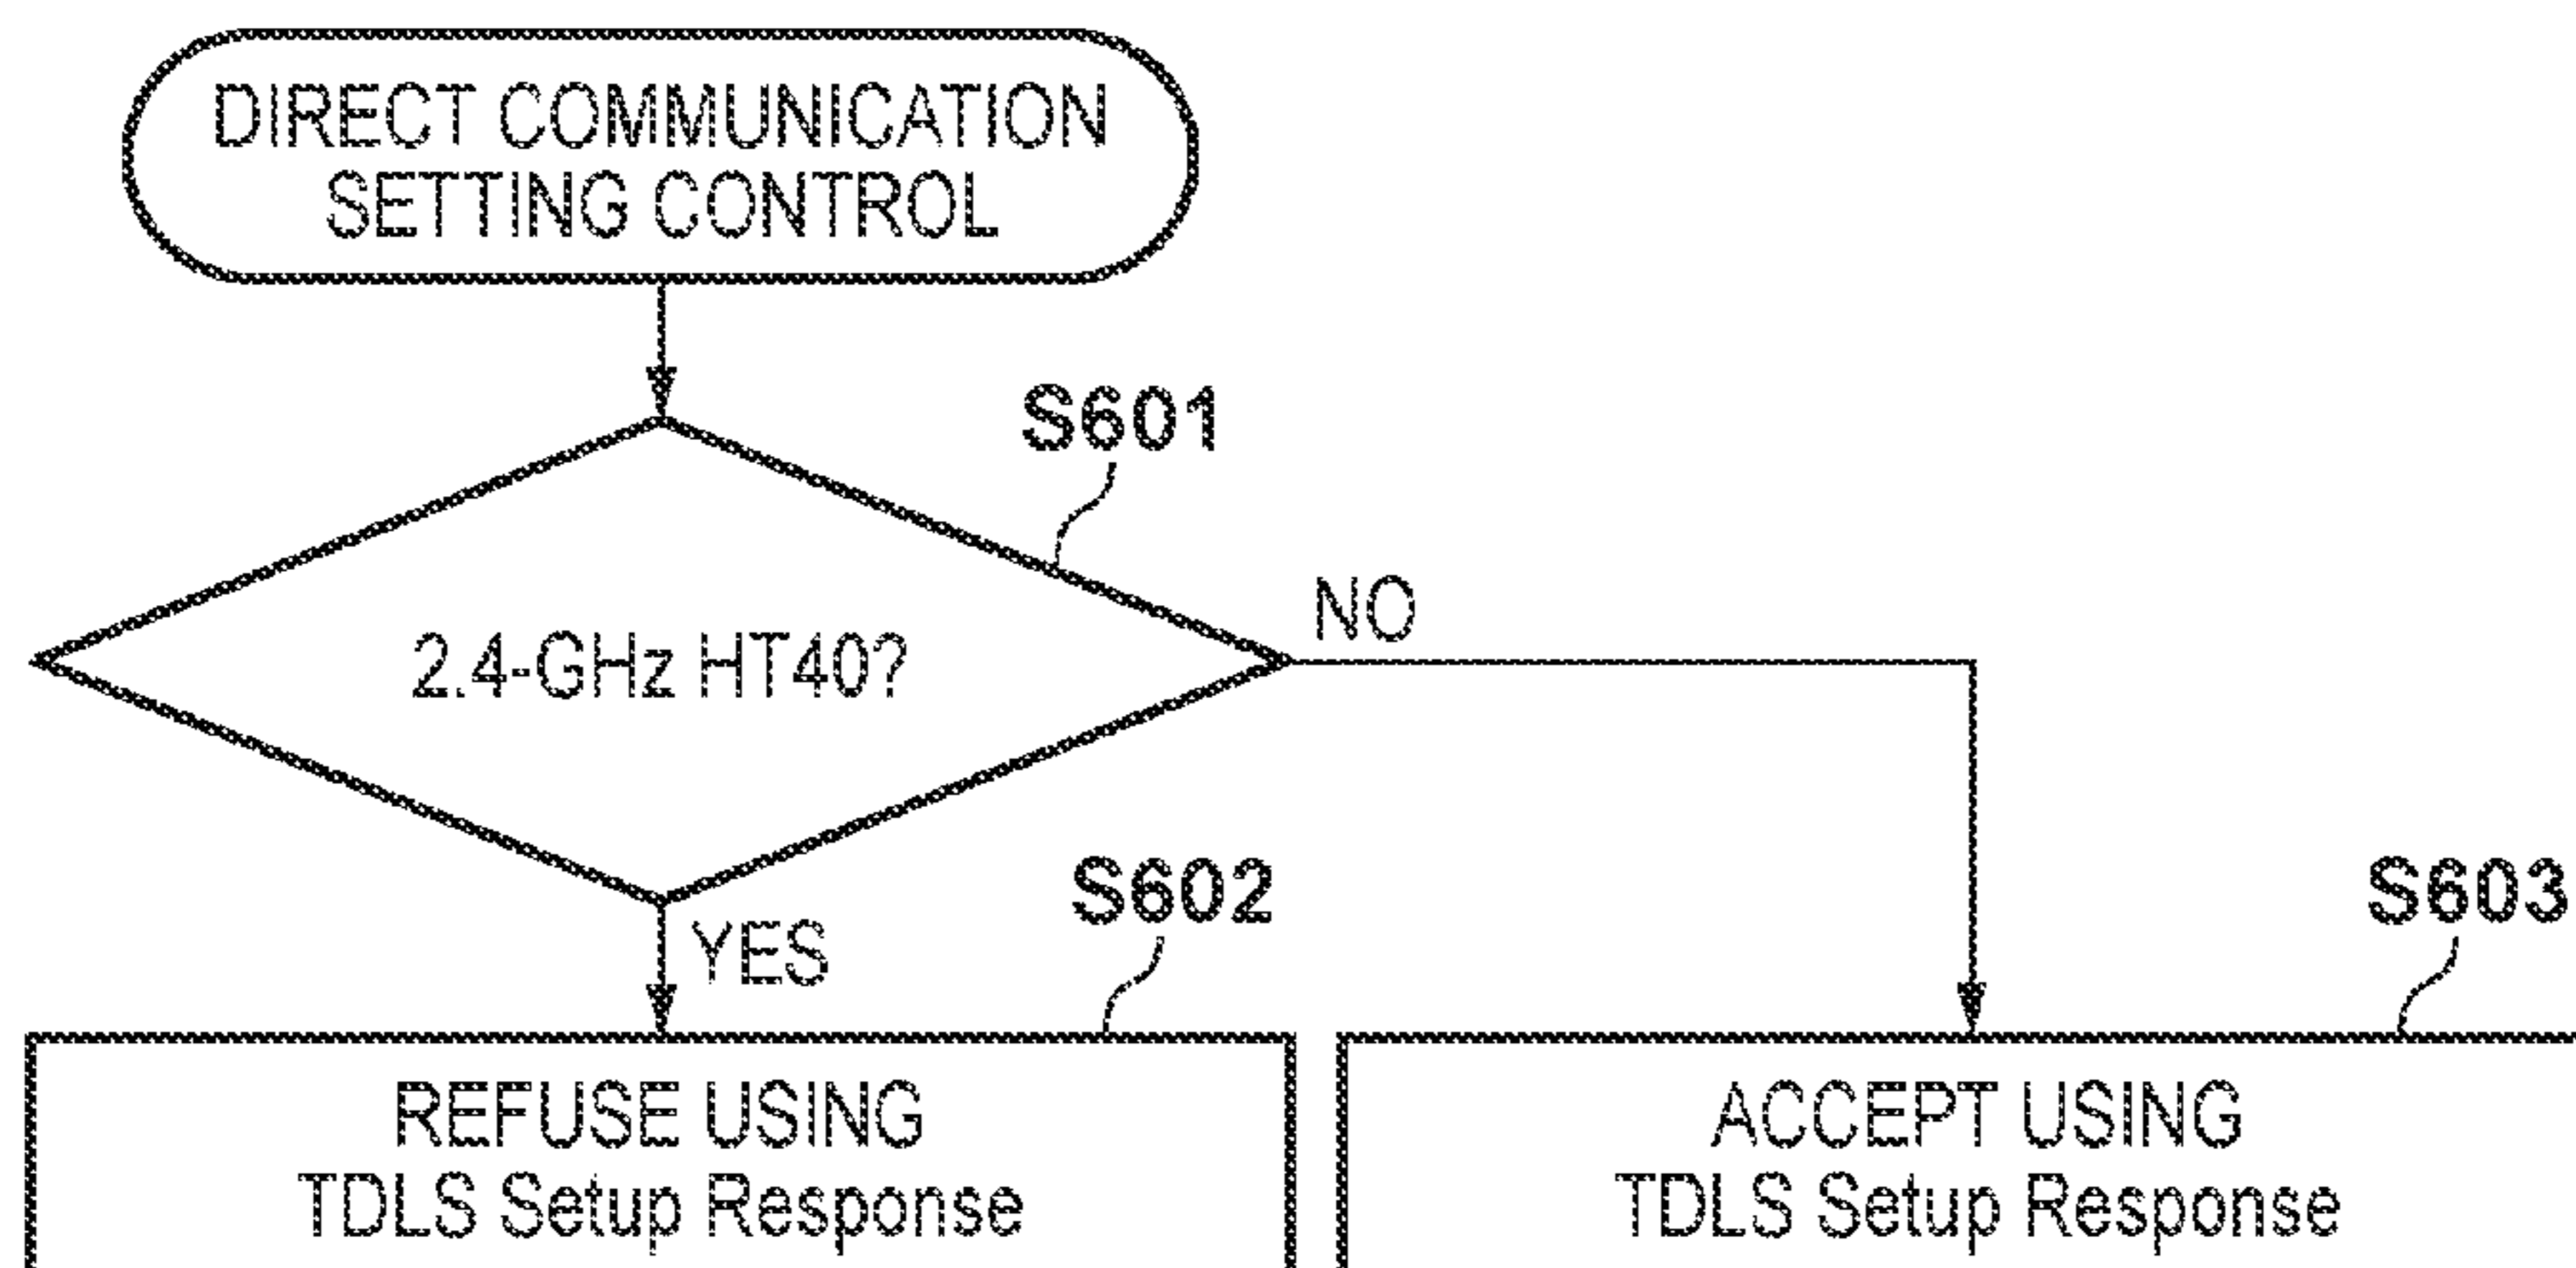 DIRECT COMMUNICATION
SETTING CONTROL
S601
2.4-GHz HT40?
NO
YES
S602
REFUSE USING
TDLS Setup Response
S603
ACCEPT USING
TDLS Setup Response